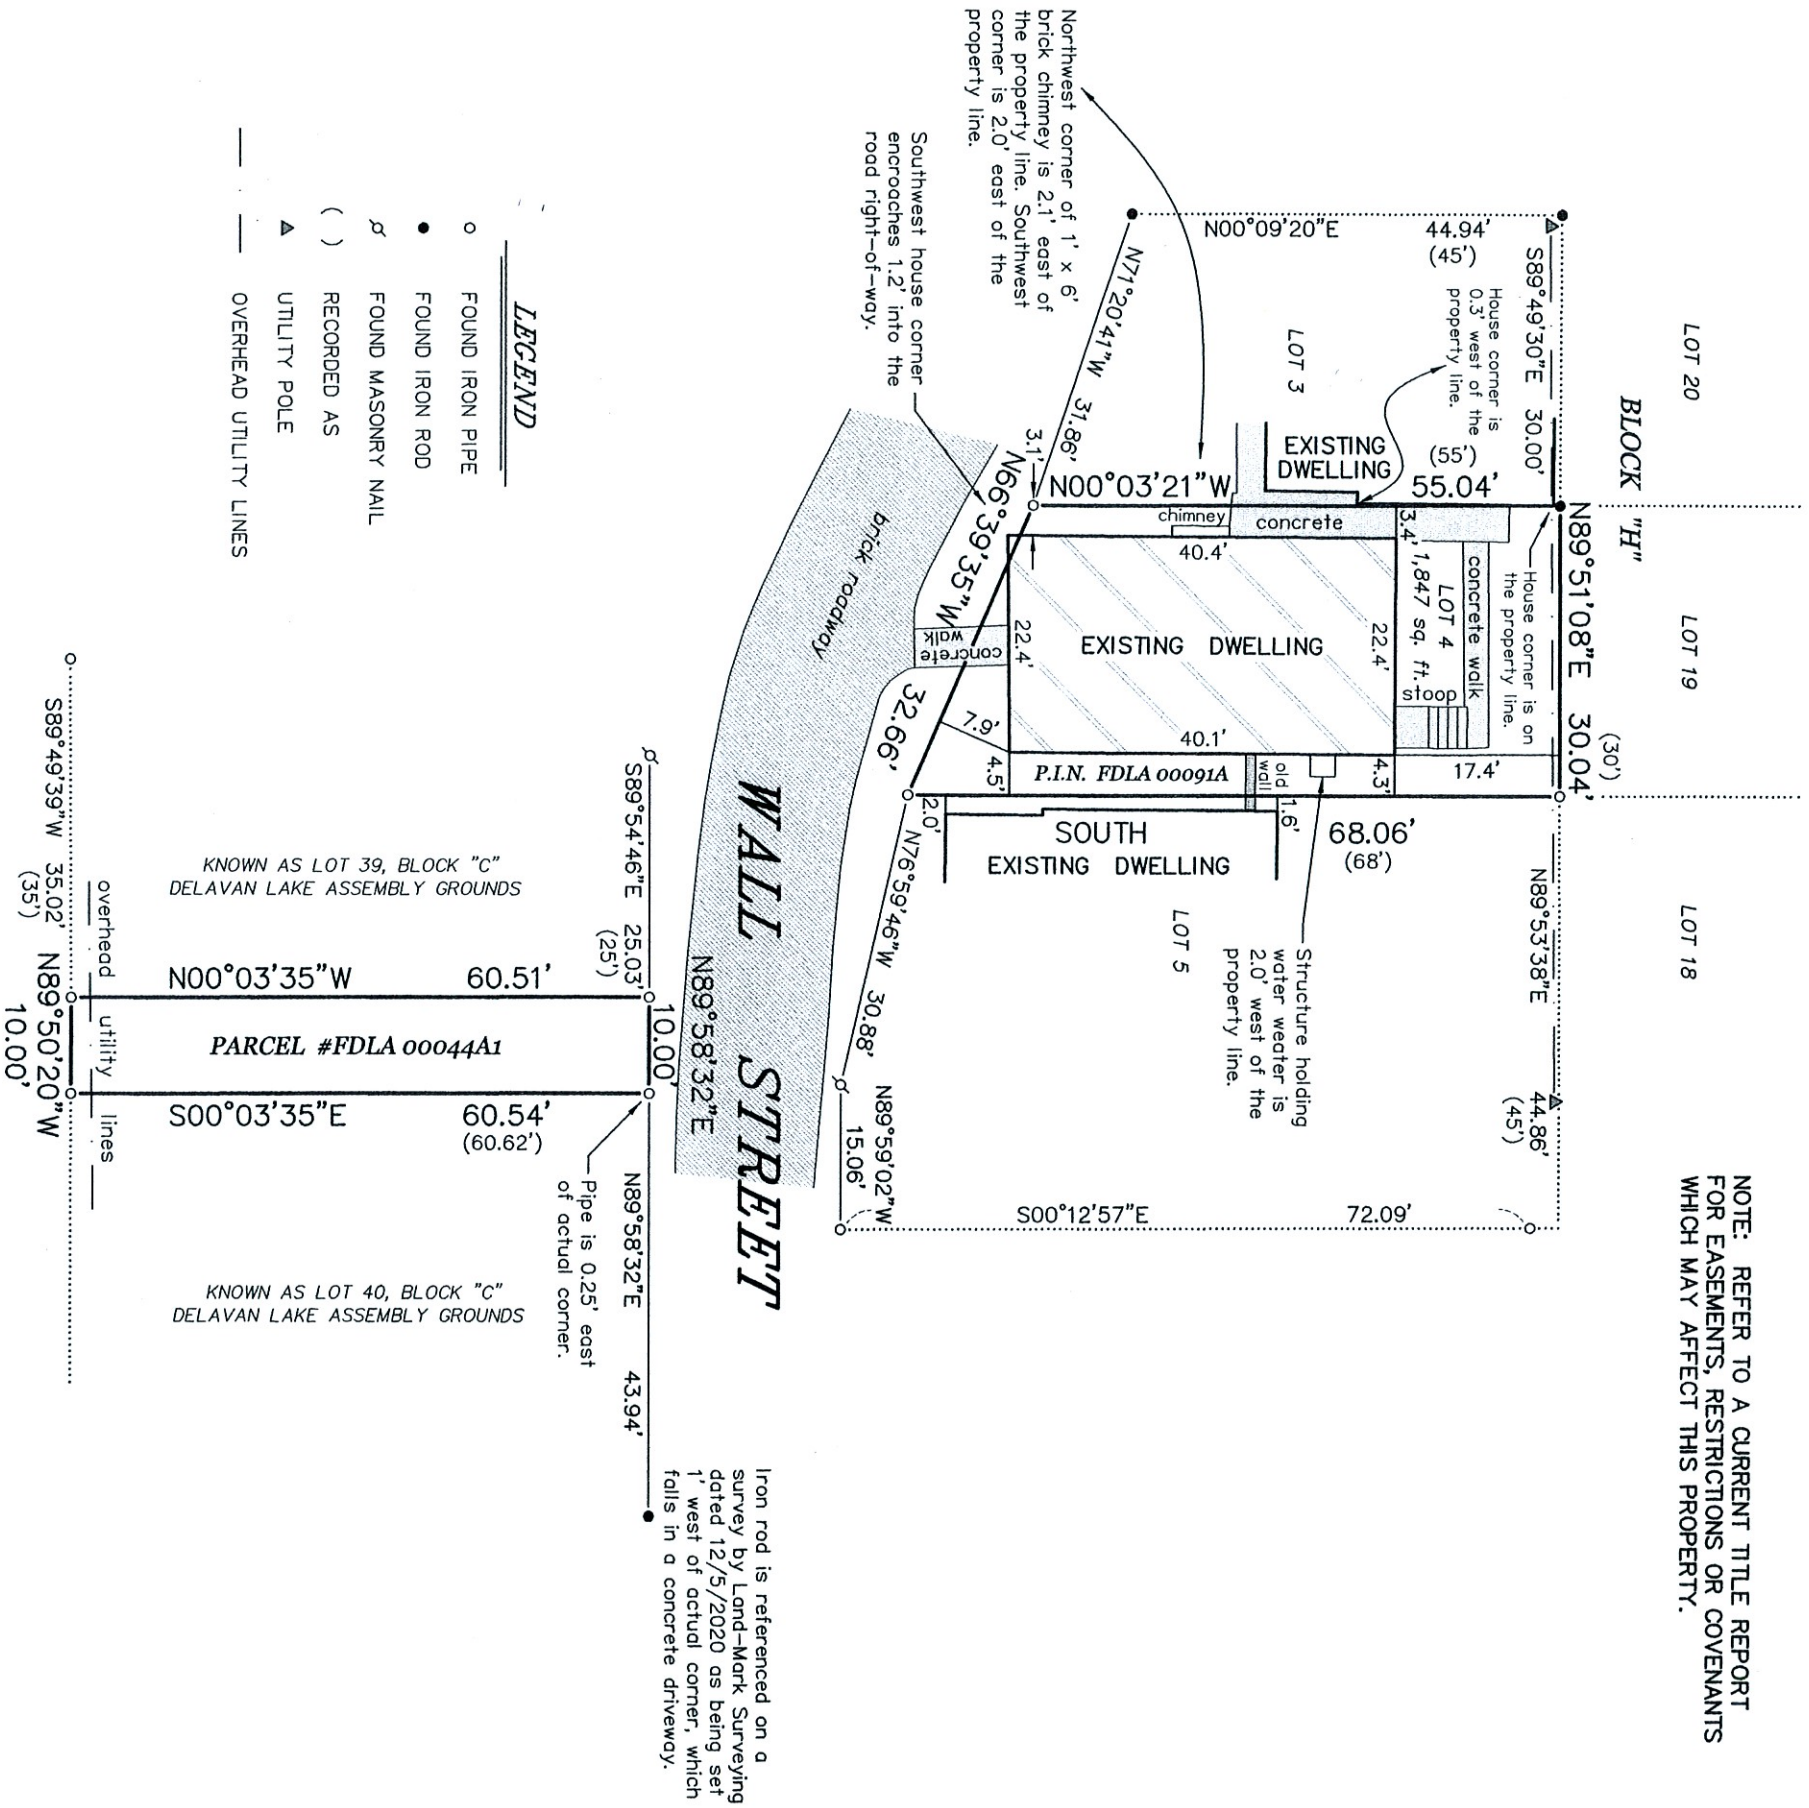 NOTE: REFER TO A CURRENT TITLE REPORT
FOR EASEMENTS, RESTRICTIONS OR COVENANTS
WHICH MAY AFFECT THIS PROPERTY.
LOT 20
LOT 19
LOT 18
BLOCK "H"
N89°51'08"E 30.04'
(30')
S89°49'30"E 30.00'
N89°53'38"E
44.86'
(45')
N00°09'20"E
44.94'
(45')
House corner is
0.3' west of the
property line.
(55')
55.04'
N00°03'21"W
LOT 3
EXISTING
DWELLING
N71°20'41"W 31.86'
3.1'
Northwest corner of 1' x 6'
brick chimney is 2.1' east of
the property line. Southwest
corner is 2.0' east of the
property line.
Southwest house corner
encroaches 1.2' into the
road right-of-way.
House corner is on
the property line.
concrete walk
LOT 4
1,847 sq. ft.
3.4'
stoop
17.4'
chimney
concrete
40.4'
22.4'
EXISTING DWELLING
22.4'
40.1'
concrete
walk
7.9'
4.5'
P.I.N. FDLA 00091A
old
wall
4.3'
2.0'
1.6'
SOUTH
68.06'
(68')
EXISTING DWELLING
LOT 5
Structure holding
water weater is
2.0' west of the
property line.
N66°39'35"W
32.66'
N76°59'46"W 30.88'
N89°59'02"W
15.06'
S00°12'57"E
72.09'
brick roadway
WALL STREET
N89°58'32"E
10.00'
S89°54'46"E 25.03'
(25')
N89°58'32"E 43.94'
Pipe is 0.25' east
of actual corner.
Iron rod is referenced on a
survey by Land-Mark Surveying
dated 12/5/2020 as being set
1' west of actual corner, which
falls in a concrete driveway.
KNOWN AS LOT 39, BLOCK "C"
DELAVAN LAKE ASSEMBLY GROUNDS
N00°03'35"W
60.51'
PARCEL #FDLA 00044A1
S00°03'35"E
60.54'
(60.62')
KNOWN AS LOT 40, BLOCK "C"
DELAVAN LAKE ASSEMBLY GROUNDS
overhead utility lines
S89°49'39"W 35.02'
(35')
N89°50'20"W
10.00'
LEGEND
FOUND IRON PIPE
FOUND IRON ROD
FOUND MASONRY NAIL
( ) RECORDED AS
UTILITY POLE
OVERHEAD UTILITY LINES